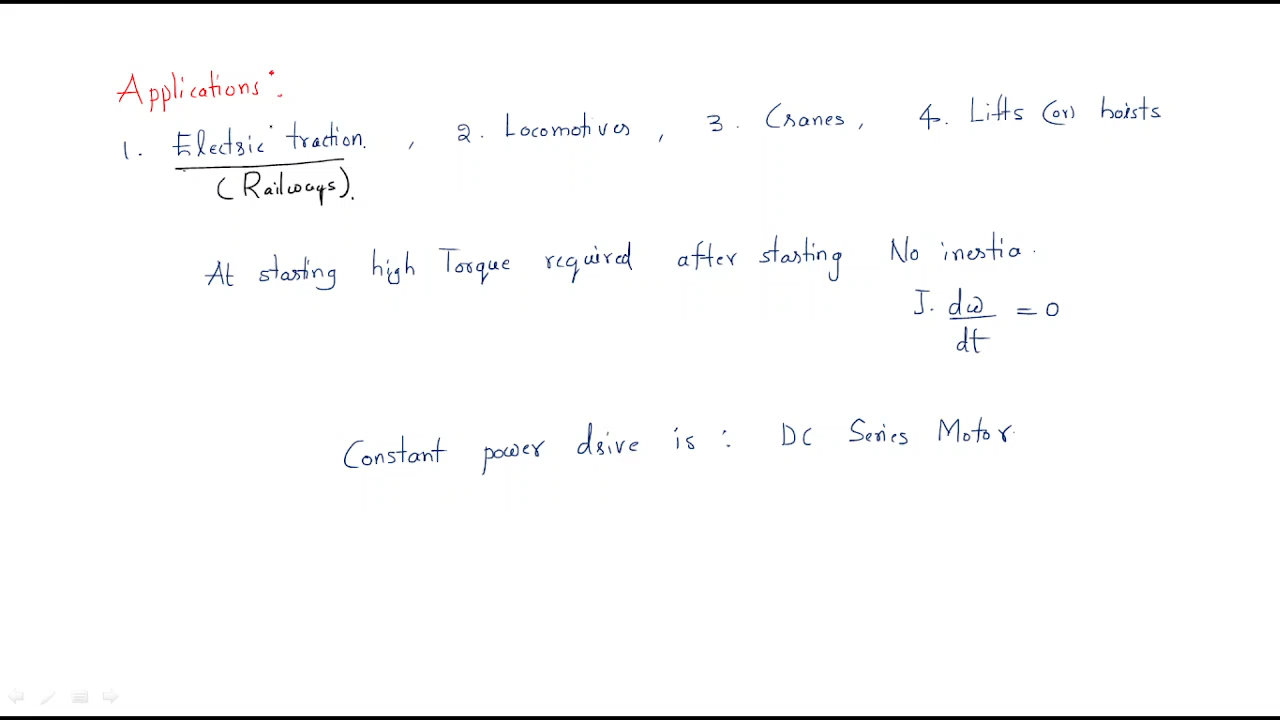 Applications :
1. Electric traction , 2. Locomotives , 3. Cranes, 4. Lifts (or) hoists
(Railways).
At starting high Torque required after starting No inertia.
J. dω/dt = 0
Constant power drive is : DC Series Motor.